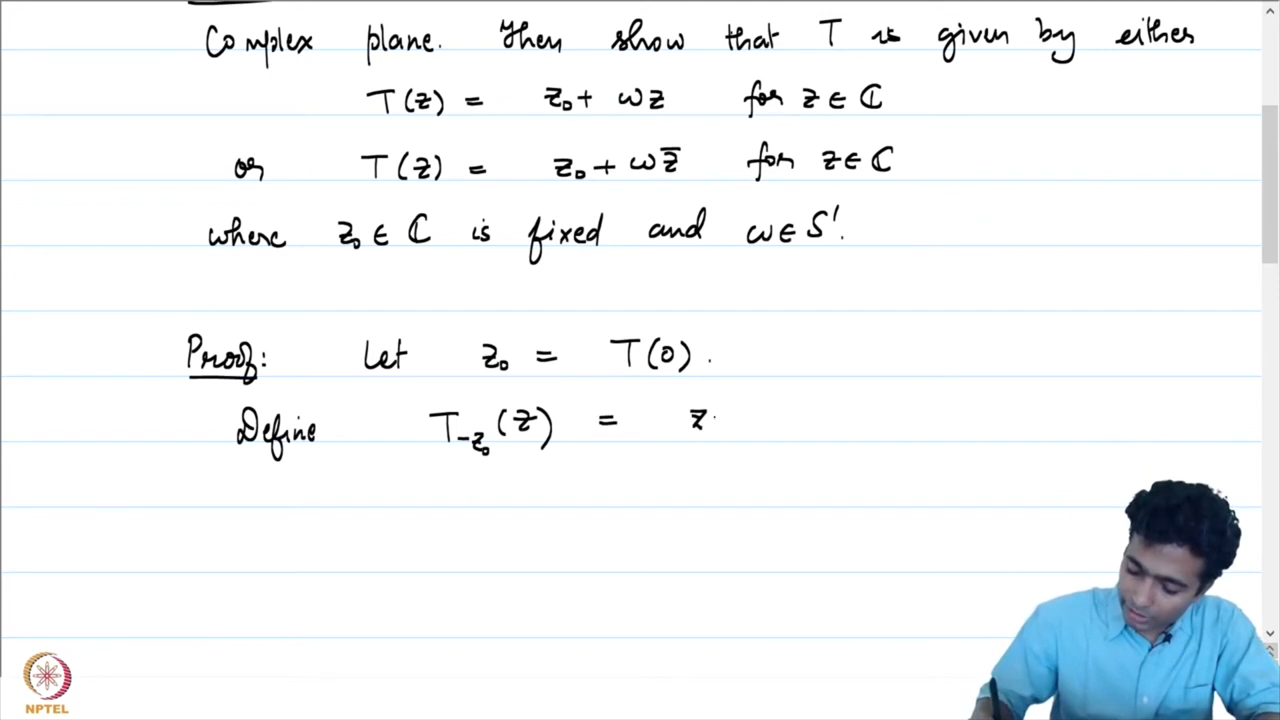 Complex plane. Then show that T is given by either
T(z) = z₀ + ωz for z ∈ ℂ
or T(z) = z₀ + ωz̄ for z ∈ ℂ
where z₀ ∈ ℂ is fixed and ω ∈ S'.
Proof: Let z₀ = T(0).
Define T₋z₀(z) = z
NPTEL